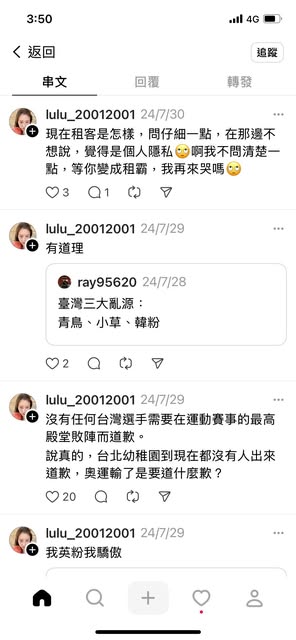 3:50
4G
返回
追蹤
串文
回覆
轉發
lulu_20012001 24/7/30
現在租客是怎樣，問仔細一點，在那邊不
想說，覺得是個人隱私🙄啊我不問清楚一
點，等你變成租霸，我再來哭嗎🙄
3
1
lulu_20012001 24/7/29
有道理
ray95620 24/7/28
臺灣三大亂源：
青鳥、小草、韓粉
2
lulu_20012001 24/7/29
沒有任何台灣選手需要在運動賽事的最高
殿堂敗陣而道歉。
說真的，台北幼稚園到現在都沒有人出來
道歉，奧運輸了是要道什麼歉？
20
lulu_20012001 24/7/29
我英粉我驕傲